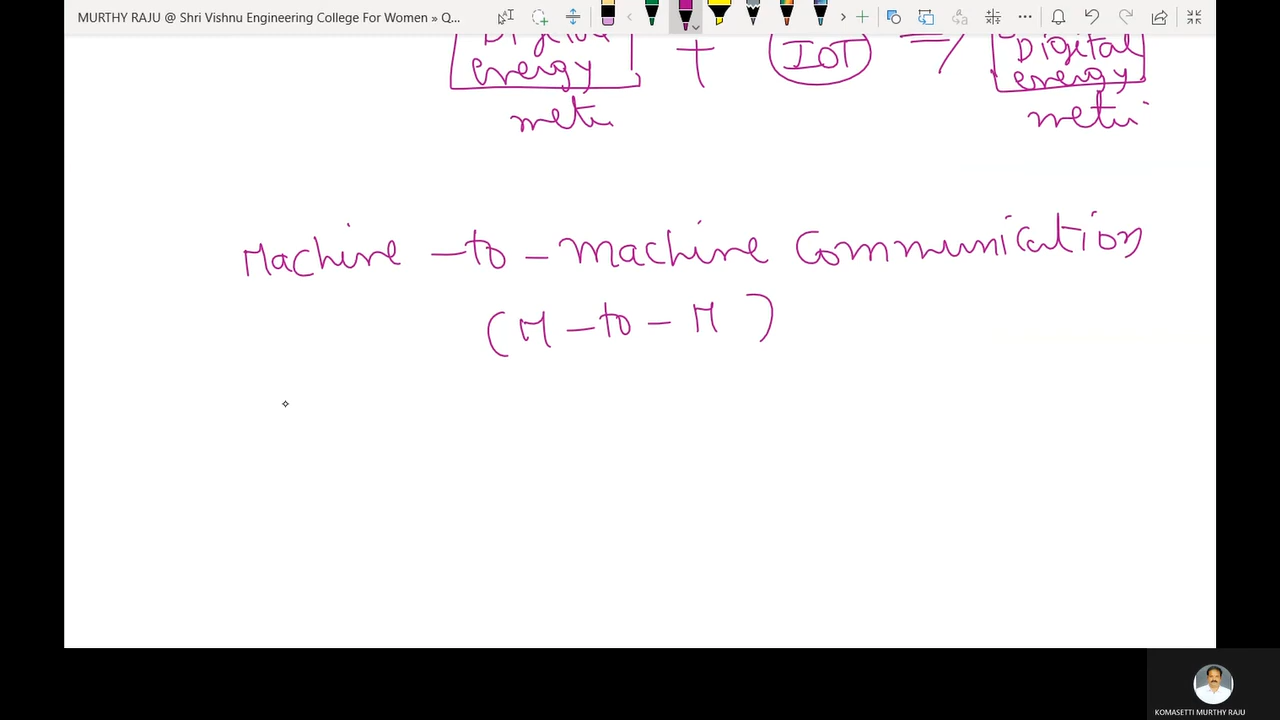 MURTHY RAJU @ Shri Vishnu Engineering College For Women » Q...
Digital
energy + IOT => Digital
energy
meter
meter
Machine - to - machine Communication
(M - to - M )
KOMASETTI MURTHY RAJU